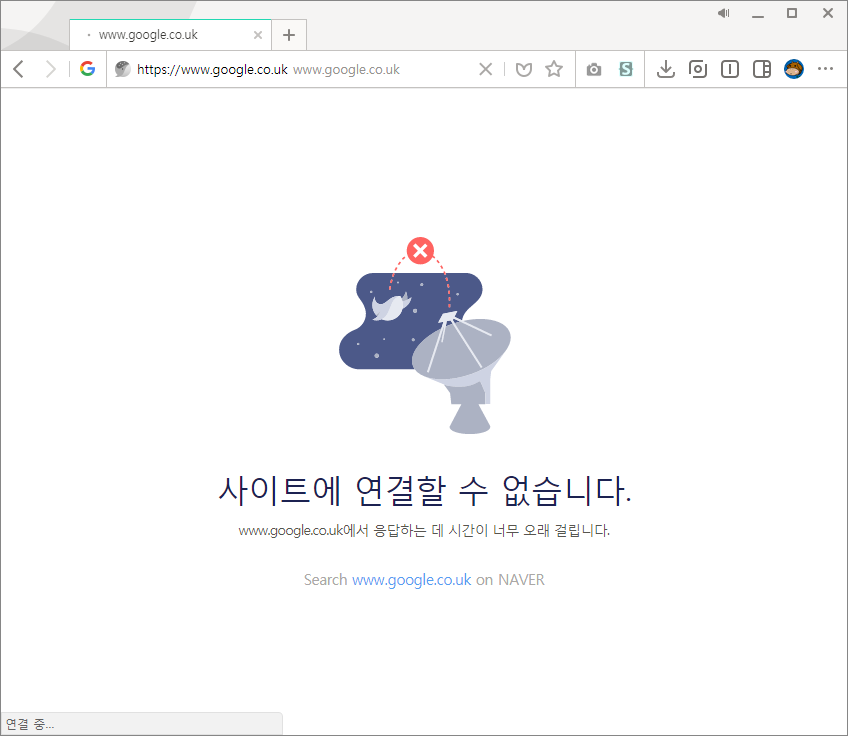 www.google.co.uk
https://www.google.co.uk www.google.co.uk
사이트에 연결할 수 없습니다.
www.google.co.uk에서 응답하는 데 시간이 너무 오래 걸립니다.
Search www.google.co.uk on NAVER
연결 중...